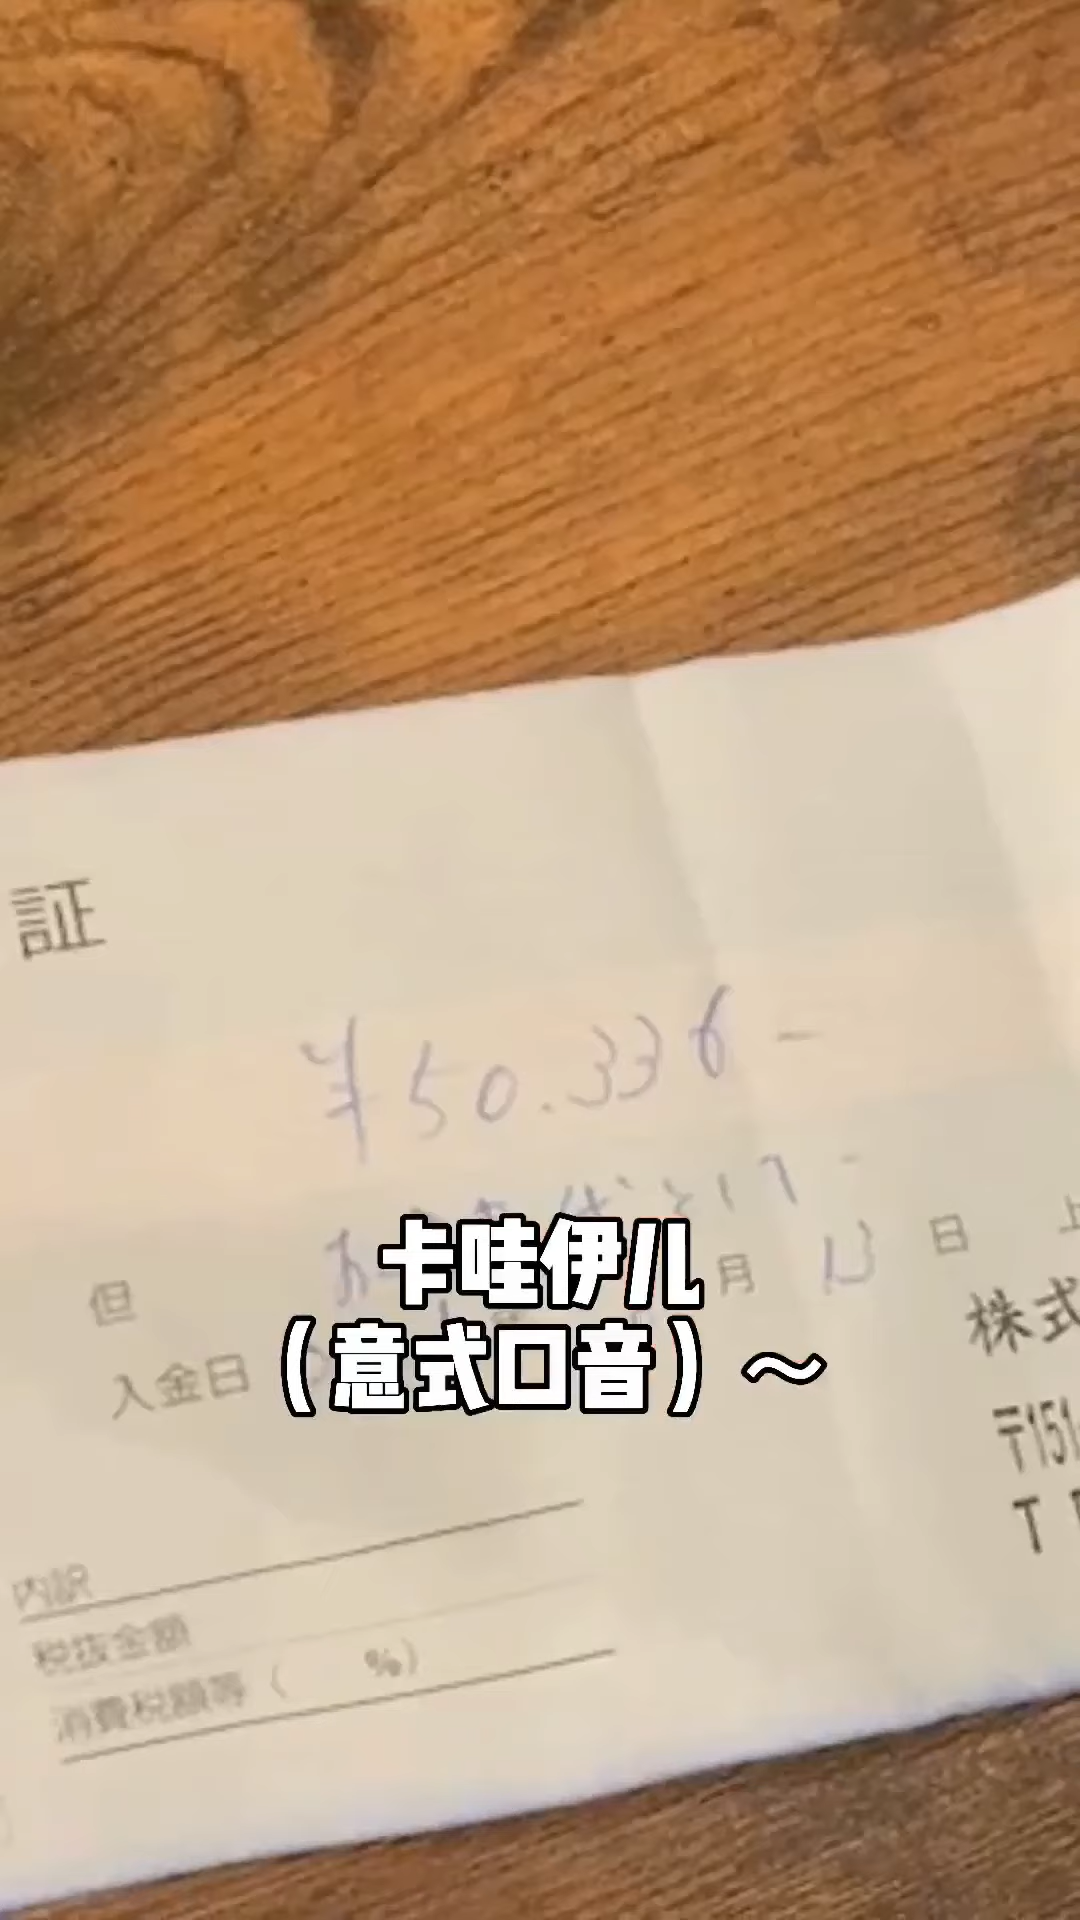 証
¥50.336-
但
月 13 日 上
入金日
株式
〒151
T
内訳
税抜金額
消費税額等( %)
卡哇伊儿
（意式口音）～